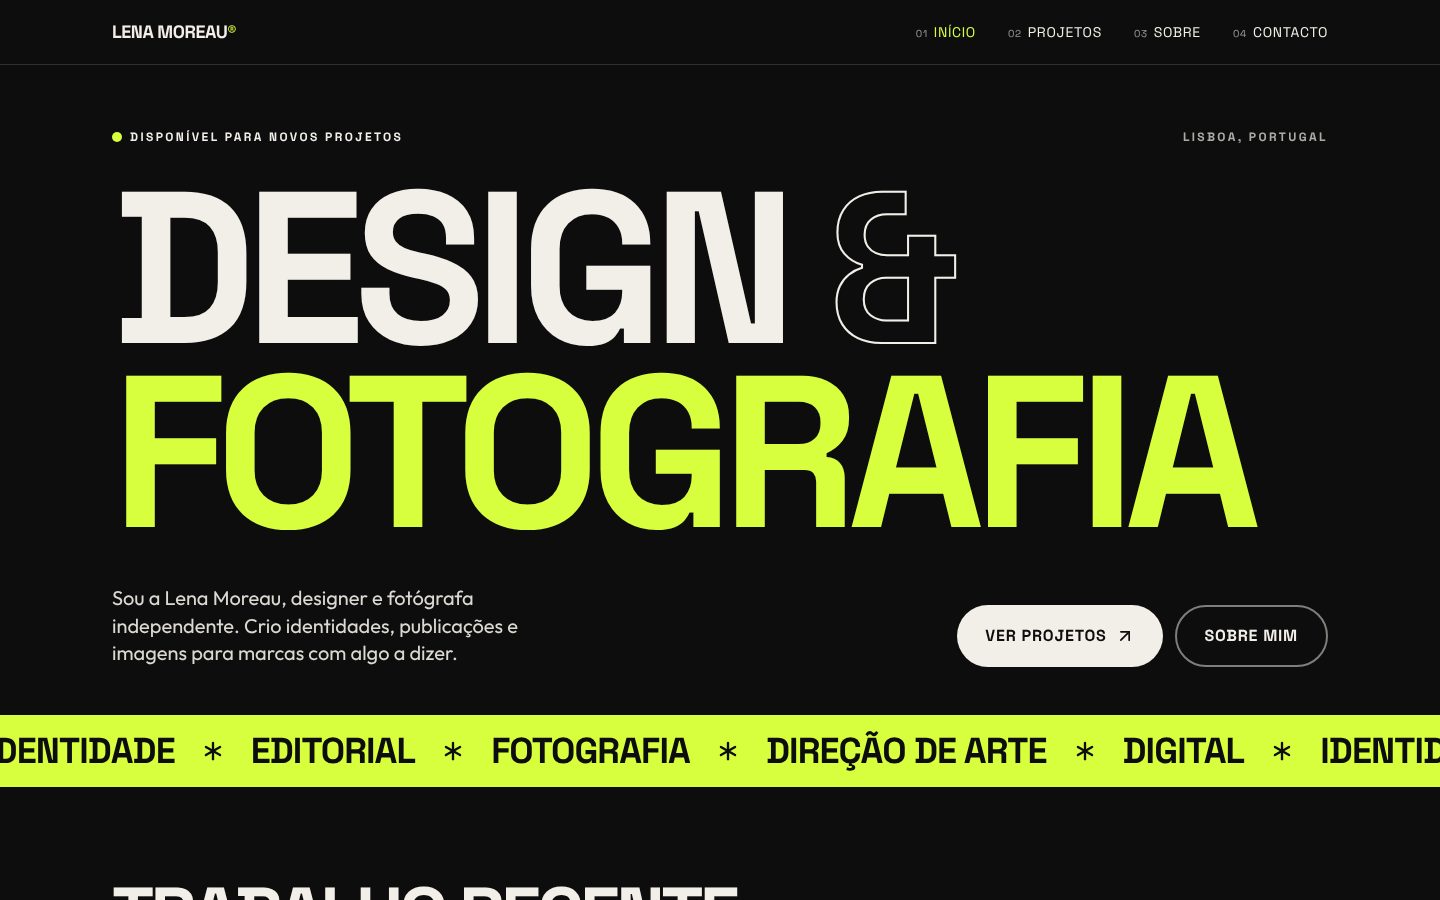 LENA MOREAU®
01 INÍCIO 02 PROJETOS 03 SOBRE 04 CONTACTO
DISPONÍVEL PARA NOVOS PROJETOS
LISBOA, PORTUGAL
DESIGN &
FOTOGRAFIA
Sou a Lena Moreau, designer e fotógrafa
independente. Crio identidades, publicações e
imagens para marcas com algo a dizer.
VER PROJETOS
SOBRE MIM
DENTIDADE * EDITORIAL * FOTOGRAFIA * DIREÇÃO DE ARTE * DIGITAL * IDENTID
TRABALHO RECENTE